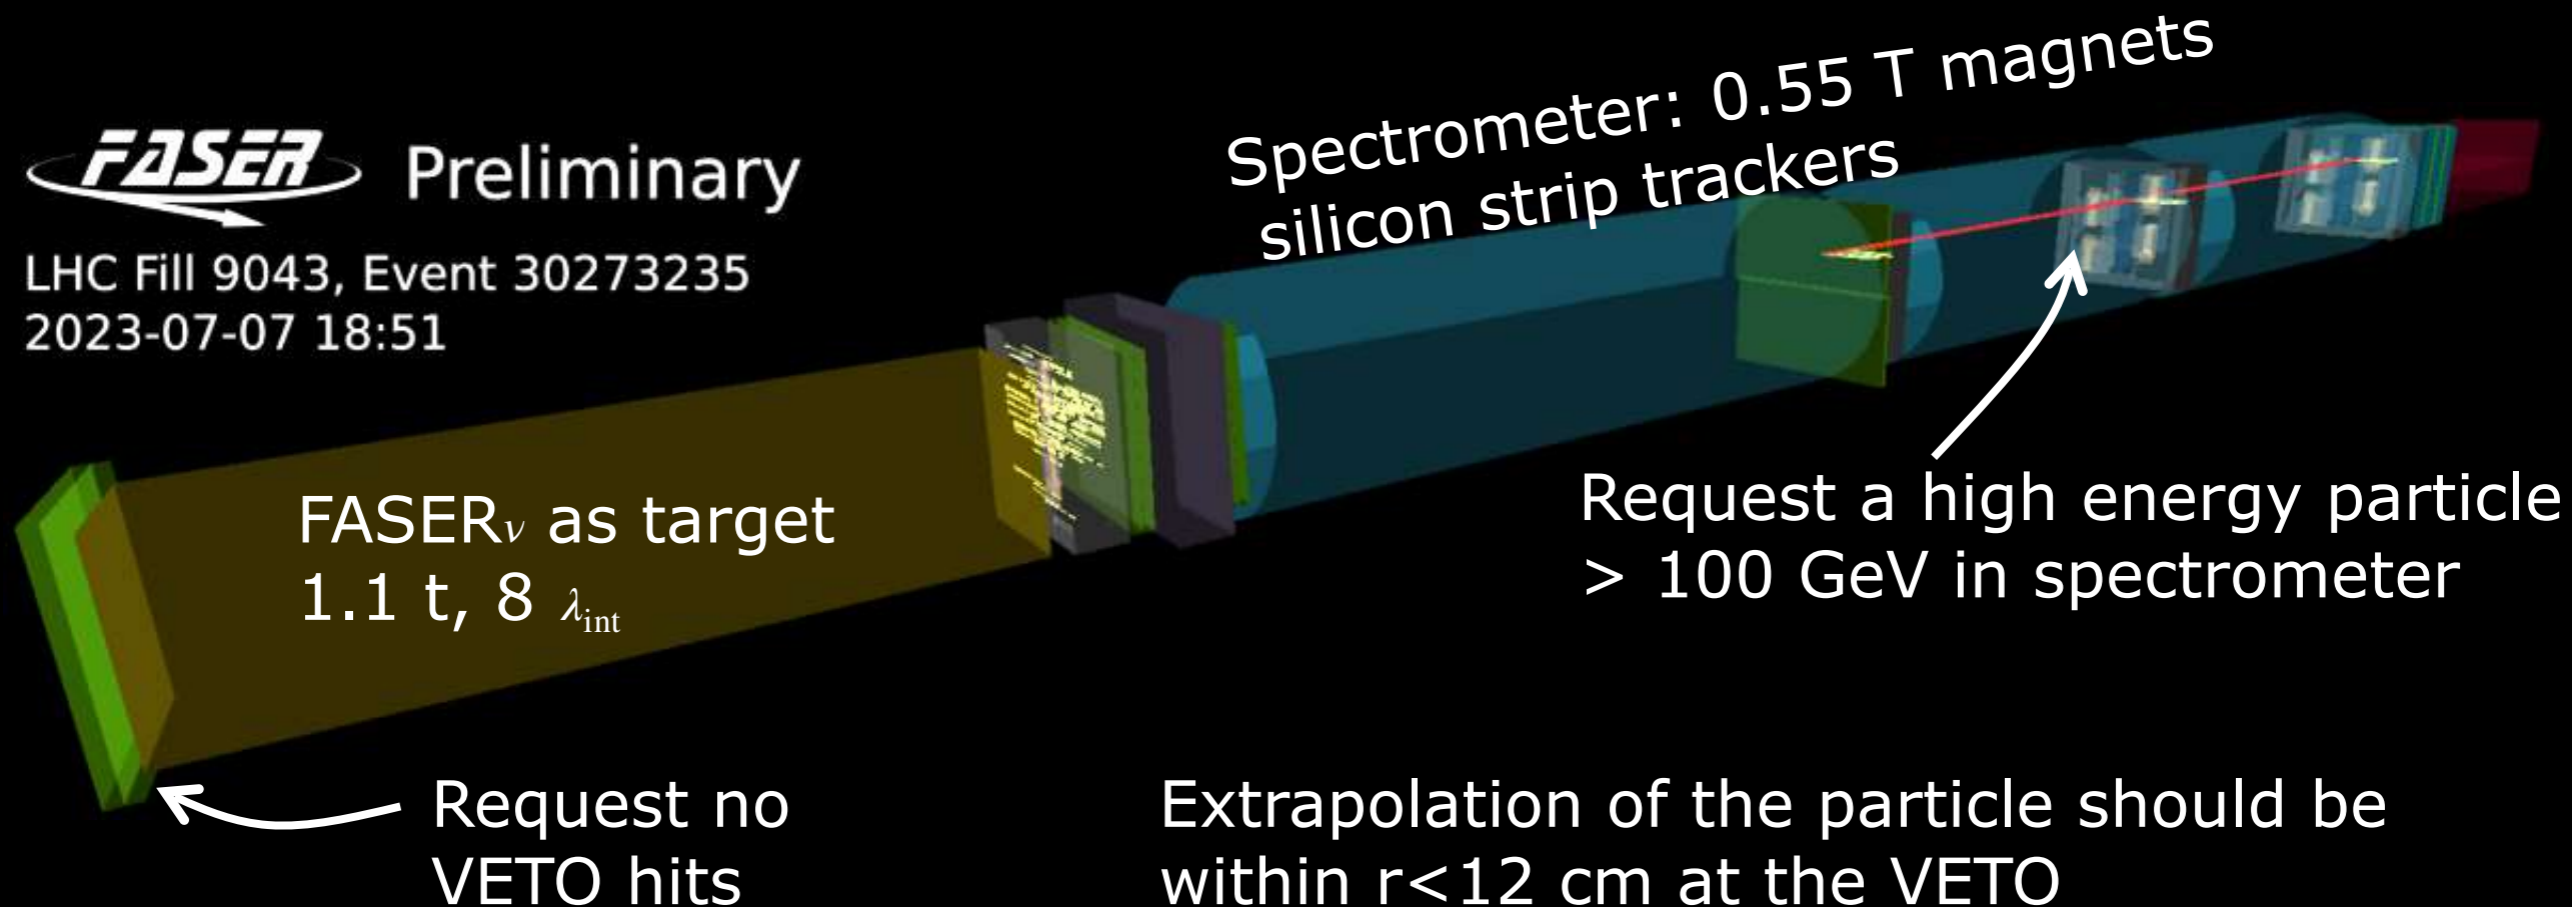 FASER Preliminary
LHC Fill 9043, Event 30273235
2023-07-07 18:51
Spectrometer: 0.55 T magnets
silicon strip trackers
FASERν as target
1.1 t, 8 λint
Request a high energy particle
> 100 GeV in spectrometer
Request no
VETO hits
Extrapolation of the particle should be
within r<12 cm at the VETO